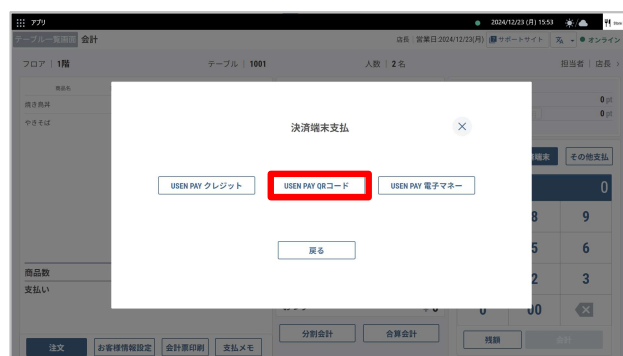 アプリ
2024/12/23 (月) 15:53
テーブル一覧画面 会計
店長 営業日:2024/12/23(月) サポートサイト オンライン
フロア 1階 テーブル 1001 人数 2 名 担当者 店長
商品名
焼き魚丼
0 pt
やきそば
0 pt
決済端末支払
×
端末 その他支払
0
USEN PAY クレジット USEN PAY QRコード USEN PAY 電子マネー
8 9
戻る
5 6
商品数
2 3
支払い
0 00
分割会計 合算会計
残額 会計
注文 お客様情報設定 会計票印刷 支払メモ